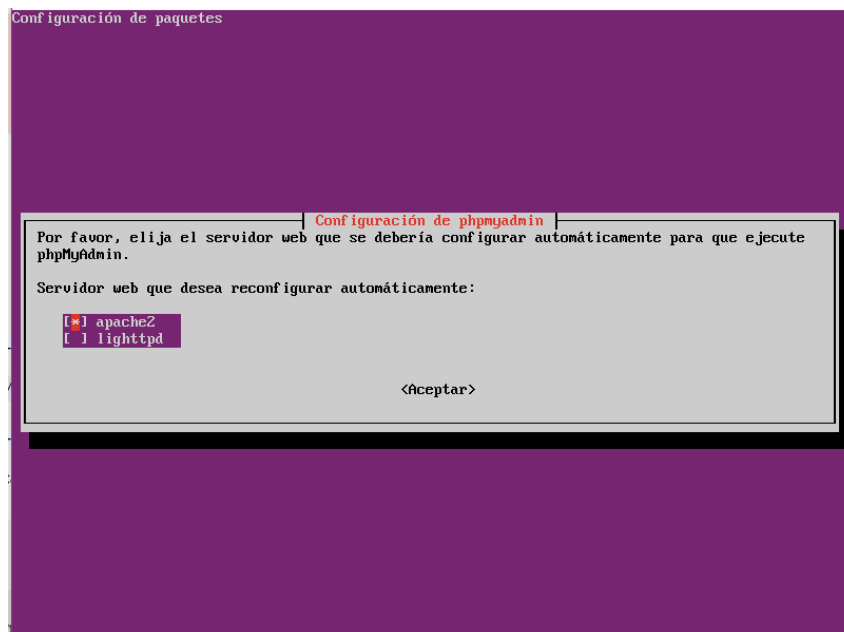 Configuración de paquetes
Configuración de phpmyadmin
Por favor, elija el servidor web que se debería configurar automáticamente para que ejecute
phpMyAdmin.
Servidor web que desea reconfigurar automáticamente:
[*] apache2
[ ] lighttpd
<Aceptar>